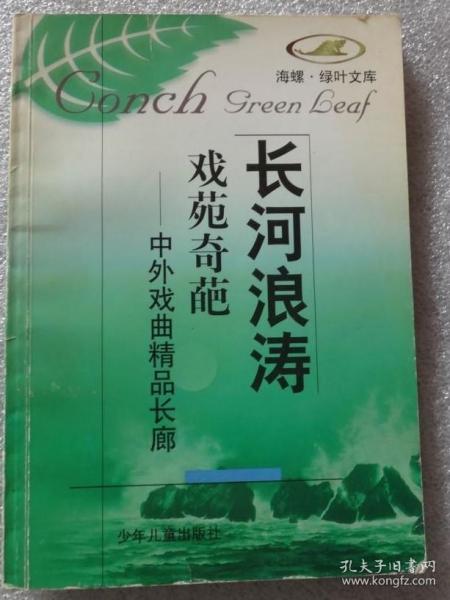 海螺·绿叶文库
Conch Green Leaf
长河浪涛
戏苑奇葩
——中外戏曲精品长廊
少年儿童出版社
孔夫子旧书网
www.kongfz.com